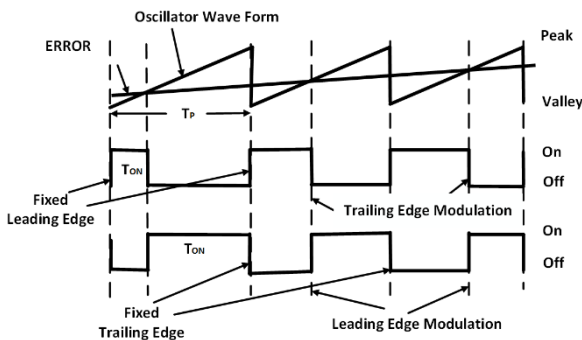 Oscillator Wave Form
ERROR
Peak
Valley
TP
On
TON
Off
Fixed
Leading Edge
Trailing Edge Modulation
On
TON
Off
Fixed
Trailing Edge
Leading Edge Modulation